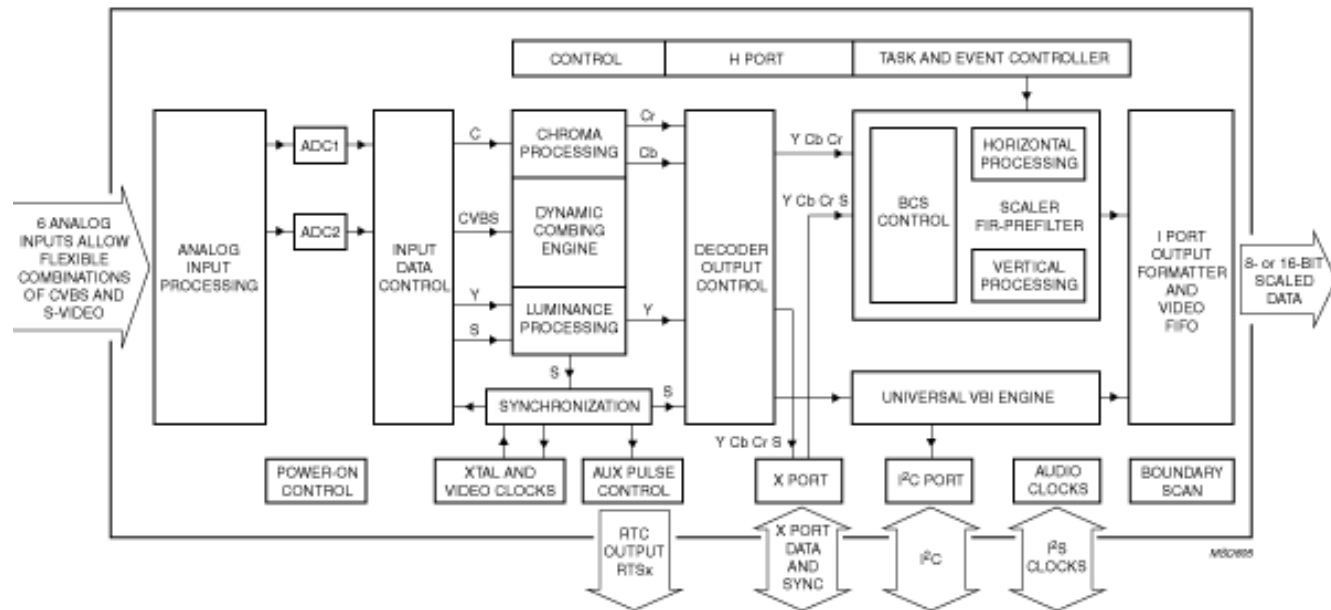 CONTROL
H PORT
TASK AND EVENT CONTROLLER
6 ANALOG
INPUTS ALLOW
FLEXIBLE
COMBINATIONS
OF CVBS AND
S-VIDEO
ANALOG
INPUT
PROCESSING
ADC1
ADC2
INPUT
DATA
CONTROL
C
CVBS
Y
S
CHROMA
PROCESSING
DYNAMIC
COMBING
ENGINE
LUMINANCE
PROCESSING
Cr
Cb
Y
S
SYNCHRONIZATION
S
DECODER
OUTPUT
CONTROL
Y Cb Cr
Y Cb Cr S
Y Cb Cr S
BCS
CONTROL
HORIZONTAL
PROCESSING
SCALER
FIR-PREFILTER
VERTICAL
PROCESSING
UNIVERSAL VBI ENGINE
I PORT
OUTPUT
FORMATTER
AND
VIDEO
FIFO
8- or 16-BIT
SCALED
DATA
POWER-ON
CONTROL
XTAL AND
VIDEO CLOCKS
AUX PULSE
CONTROL
X PORT
I²C PORT
AUDIO
CLOCKS
BOUNDARY
SCAN
RTC
OUTPUT
RTSx
X PORT
DATA
AND
SYNC
I²C
I²S
CLOCKS